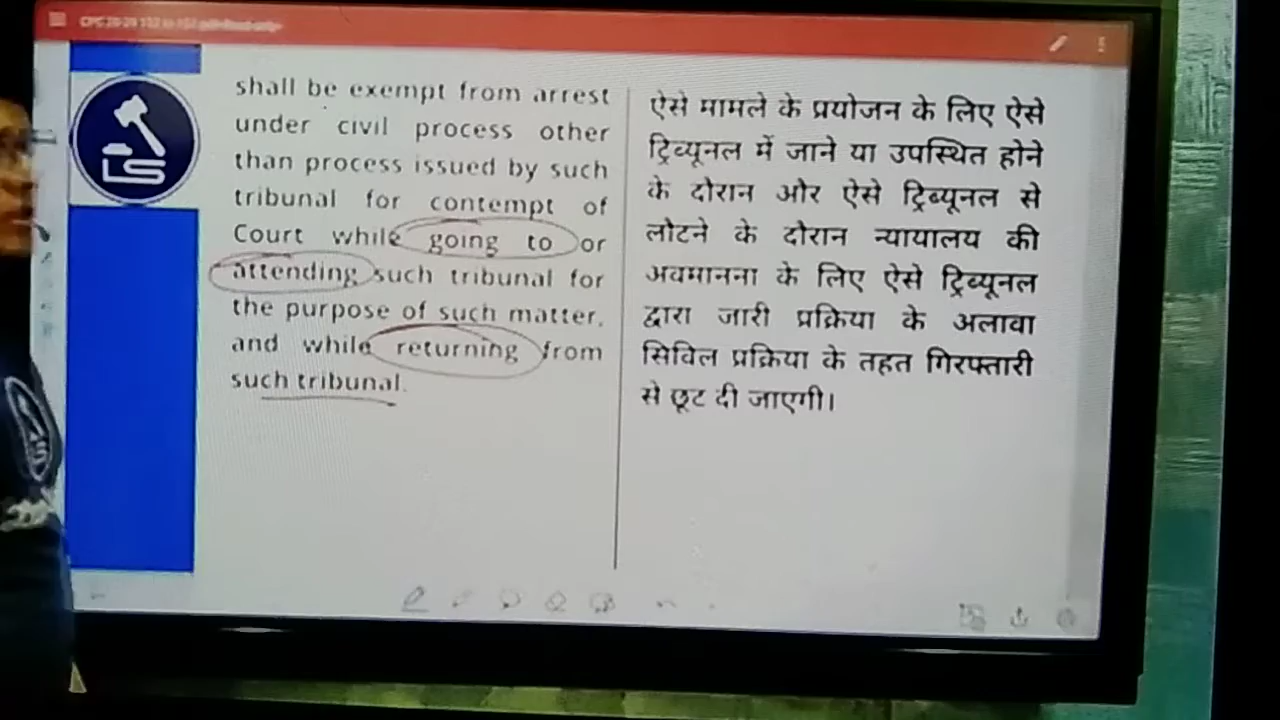 shall be exempt from arrest
under civil process other
than process issued by such
tribunal for contempt of
Court while going to or
attending such tribunal for
the purpose of such matter,
and while returning from
such tribunal.
ऐसे मामले के प्रयोजन के लिए ऐसे
ट्रिब्यूनल में जाने या उपस्थित होने
के दौरान और ऐसे ट्रिब्यूनल से
लौटने के दौरान न्यायालय की
अवमानना के लिए ऐसे ट्रिब्यूनल
द्वारा जारी प्रक्रिया के अलावा
सिविल प्रक्रिया के तहत गिरफ्तारी
से छूट दी जाएगी।